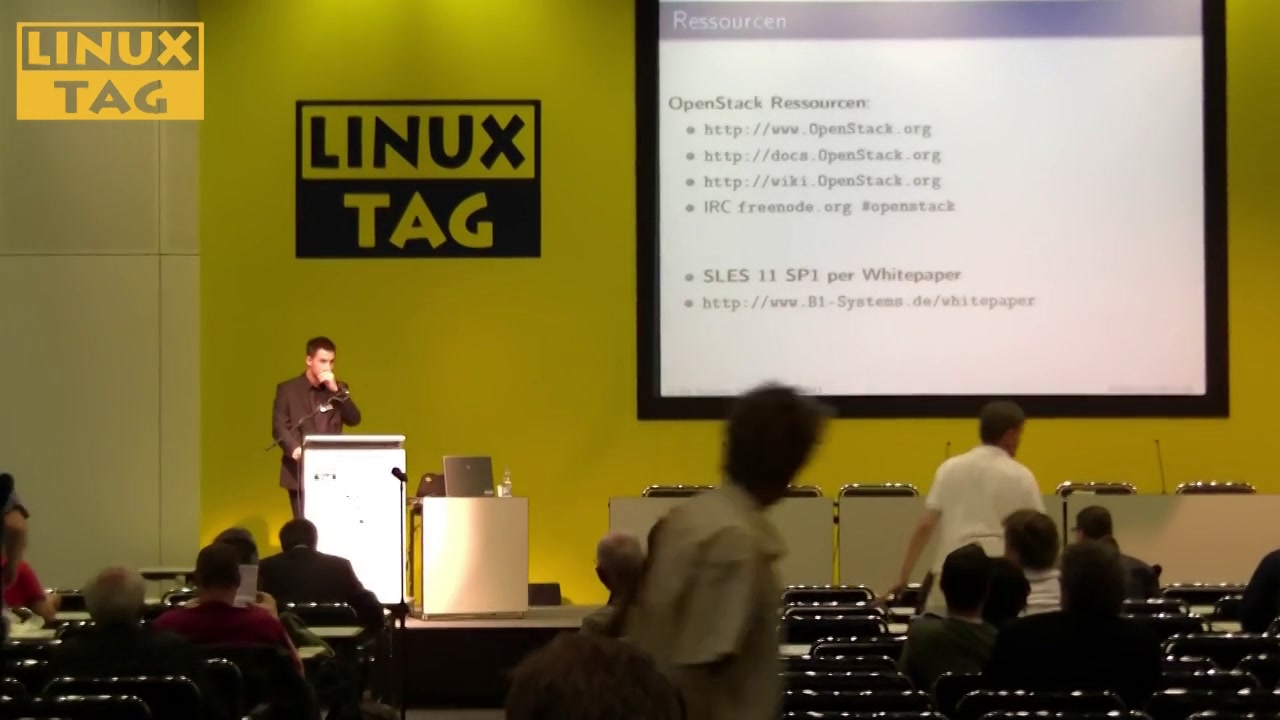 LINUX
TAG
LINUX
TAG
Ressourcen
OpenStack Ressourcen:
http://www.OpenStack.org
http://docs.OpenStack.org
http://wiki.OpenStack.org
IRC freenode.org #openstack
SLES 11 SP1 per Whitepaper
http://www.B1-Systems.de/whitepaper